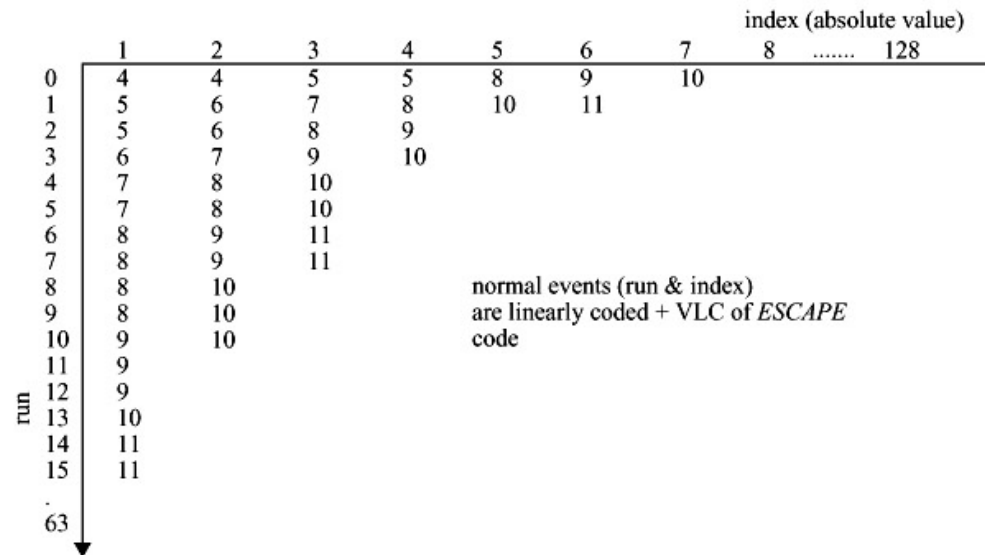 index (absolute value)
1 2 3 4 5 6 7 8 ....... 128
0 4 4 5 5 8 9 10
1 5 6 7 8 10 11
2 5 6 8 9
3 6 7 9 10
4 7 8 10
5 7 8 10
6 8 9 11
7 8 9 11
8 8 10 normal events (run & index)
9 8 10 are linearly coded + VLC of ESCAPE
10 9 10 code
11 9
12 9
13 10
14 11
15 11
.
63
run